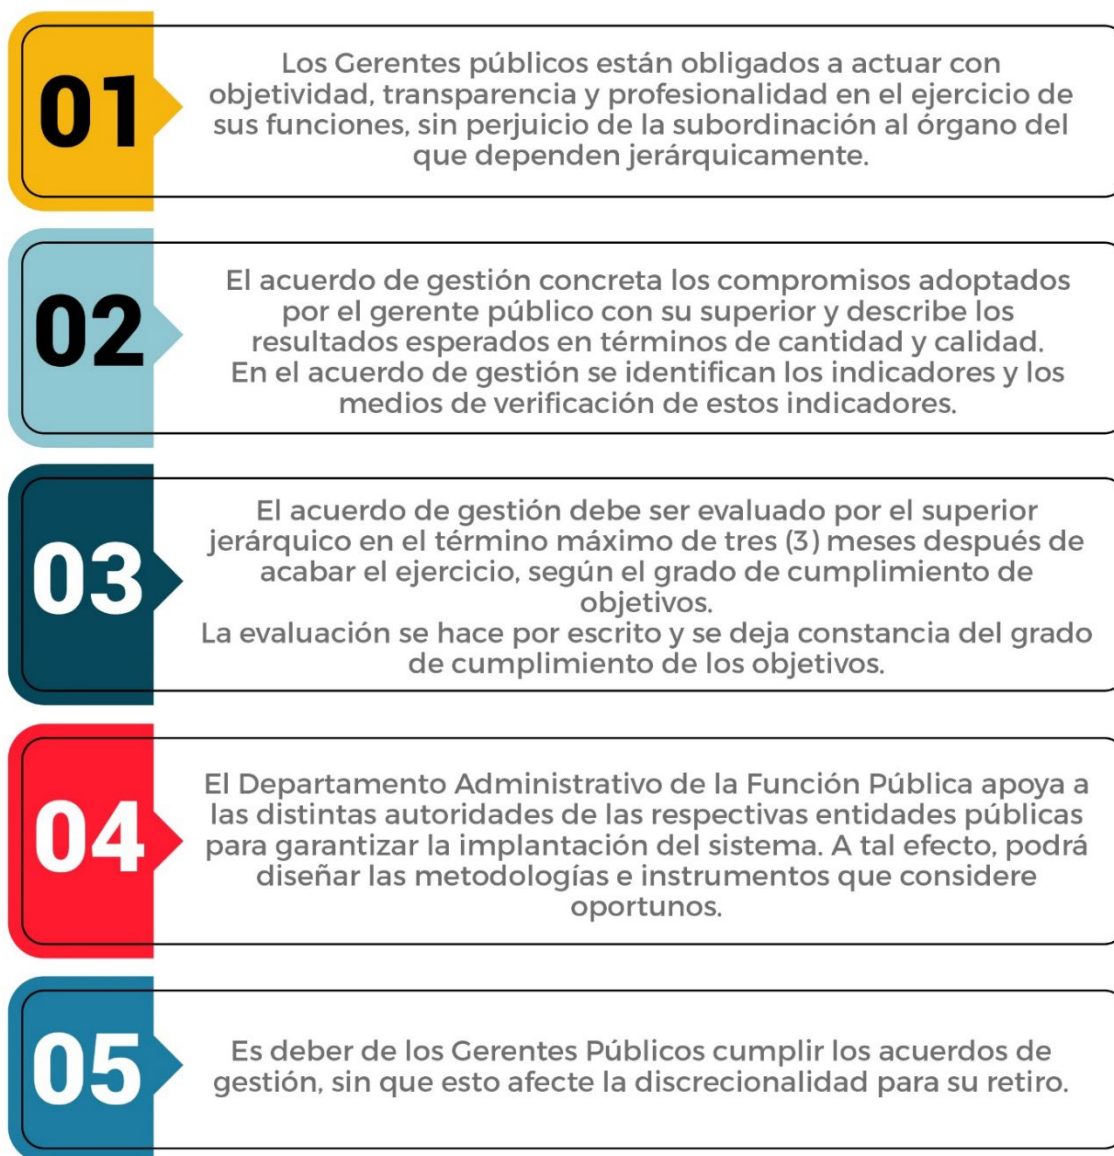 01
Los Gerentes públicos están obligados a actuar con
objetividad, transparencia y profesionalidad en el ejercicio de
sus funciones, sin perjuicio de la subordinación al órgano del
que dependen jerárquicamente.
02
El acuerdo de gestión concreta los compromisos adoptados
por el gerente público con su superior y describe los
resultados esperados en términos de cantidad y calidad.
En el acuerdo de gestión se identifican los indicadores y los
medios de verificación de estos indicadores.
03
El acuerdo de gestión debe ser evaluado por el superior
jerárquico en el término máximo de tres (3) meses después de
acabar el ejercicio, según el grado de cumplimiento de
objetivos.
La evaluación se hace por escrito y se deja constancia del grado
de cumplimiento de los objetivos.
04
El Departamento Administrativo de la Función Pública apoya a
las distintas autoridades de las respectivas entidades públicas
para garantizar la implantación del sistema. A tal efecto, podrá
diseñar las metodologías e instrumentos que considere
oportunos.
05
Es deber de los Gerentes Públicos cumplir los acuerdos de
gestión, sin que esto afecte la discrecionalidad para su retiro.